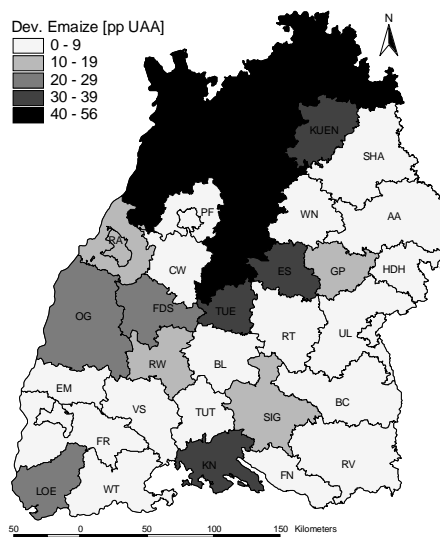 Dev. Emaize [pp UAA]
0 - 9
10 - 19
20 - 29
30 - 39
40 - 56
N
KUEN
SHA
PF
WN
AA
RA
CW
ES
GP
HDH
OG
FDS
TUE
RT
UL
RW
BL
EM
VS
TUT
SIG
BC
FR
LOE
WT
KN
FN
RV
50 0 50 100 150 Kilometers